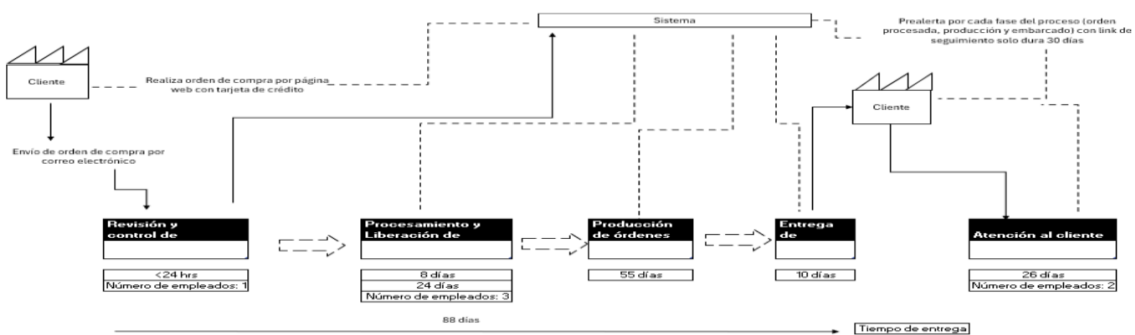 Sistema
Prealerta por cada fase del proceso (orden
procesada, producción y embarcado) con link de
seguimiento solo dura 30 días
Cliente
Realiza orden de compra por página
web con tarjeta de crédito
Cliente
Envío de orden de compra por
correo electrónico
Revisión y
control de
Procesamiento y
Liberación de
Producción
de órdenes
Entrega
de
Atención al cliente
<24 hrs
Número de empleados: 1
8 días
24 días
Número de empleados: 3
55 días
10 días
26 días
Número de empleados: 2
88 días
Tiempo de entrega